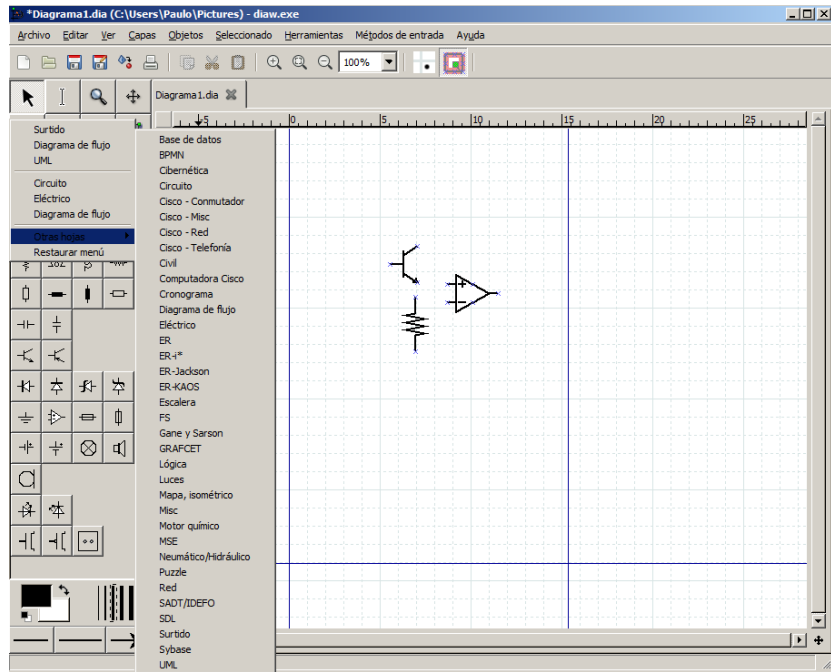 *Diagrama1.dia (C:\Users\Paulo\Pictures) - diaw.exe
Archivo Editar Ver Capas Objetos Seleccionado Herramientas Métodos de entrada Ayuda
100%
Diagrama1.dia
5 0 5 10 15 20 25
Surtido
Diagrama de flujo
UML
Circuito
Eléctrico
Diagrama de flujo
Otras hojas
Restaurar menú
Base de datos
BPMN
Cibernética
Circuito
Cisco - Conmutador
Cisco - Misc
Cisco - Red
Cisco - Telefonía
Civil
Computadora Cisco
Cronograma
Diagrama de flujo
Eléctrico
ER
ER-i*
ER-Jackson
ER-KAOS
Escalera
FS
Gane y Sarson
GRAFCET
Lógica
Luces
Mapa, isométrico
Misc
Motor químico
MSE
Neumático/Hidráulico
Puzzle
Red
SADT/IDEFO
SDL
Surtido
Sybase
UML